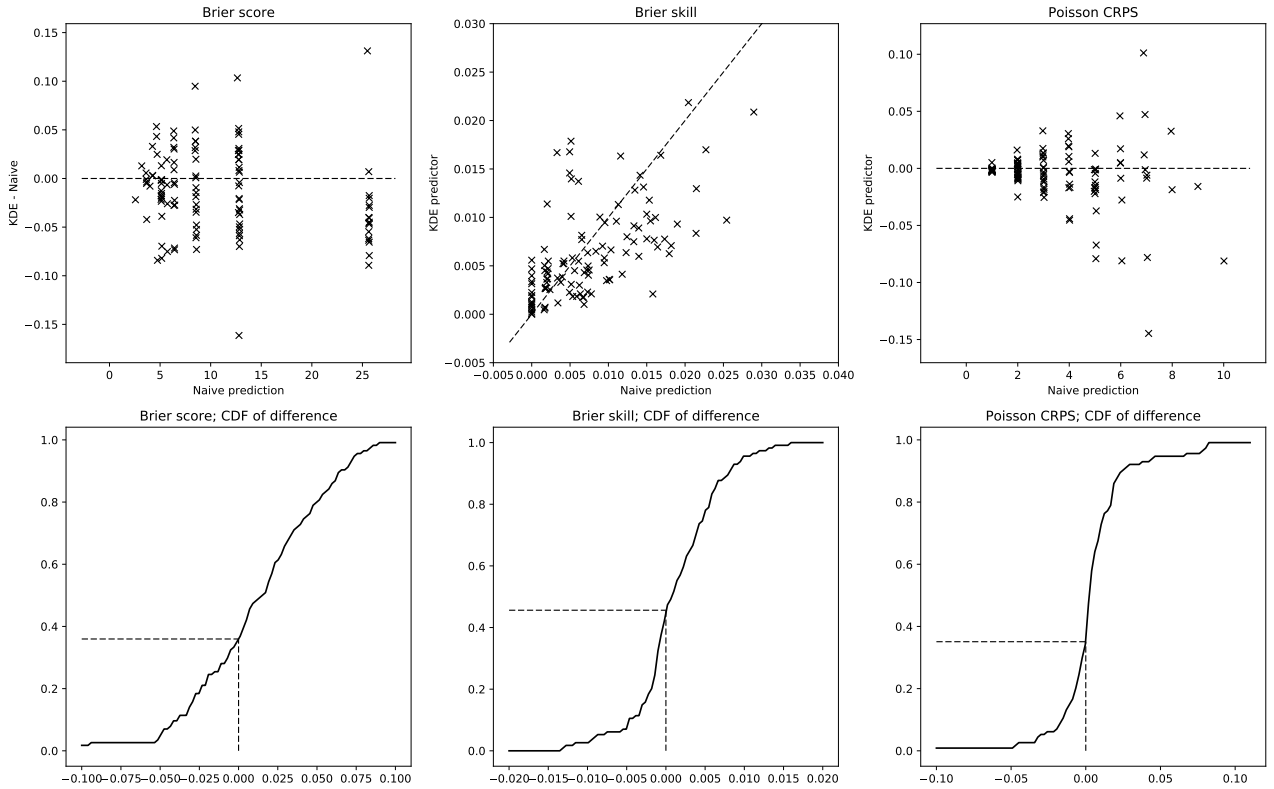 Brier score
Brier skill
Poisson CRPS
KDE - Naive
0.15
0.10
0.05
0.00
−0.05
−0.10
−0.15
0 5 10 15 20 25
Naive prediction
KDE predictor
0.030
0.025
0.020
0.015
0.010
0.005
0.000
−0.005
−0.005 0.000 0.005 0.010 0.015 0.020 0.025 0.030 0.035 0.040
Naive prediction
KDE predictor
0.10
0.05
0.00
−0.05
−0.10
−0.15
0 2 4 6 8 10
Naive prediction
Brier score; CDF of difference
Brier skill; CDF of difference
Poisson CRPS; CDF of difference
1.0
0.8
0.6
0.4
0.2
0.0
−0.100 −0.075 −0.050 −0.025 0.000 0.025 0.050 0.075 0.100
1.0
0.8
0.6
0.4
0.2
0.0
−0.020 −0.015 −0.010 −0.005 0.000 0.005 0.010 0.015 0.020
1.0
0.8
0.6
0.4
0.2
0.0
−0.10 −0.05 0.00 0.05 0.10